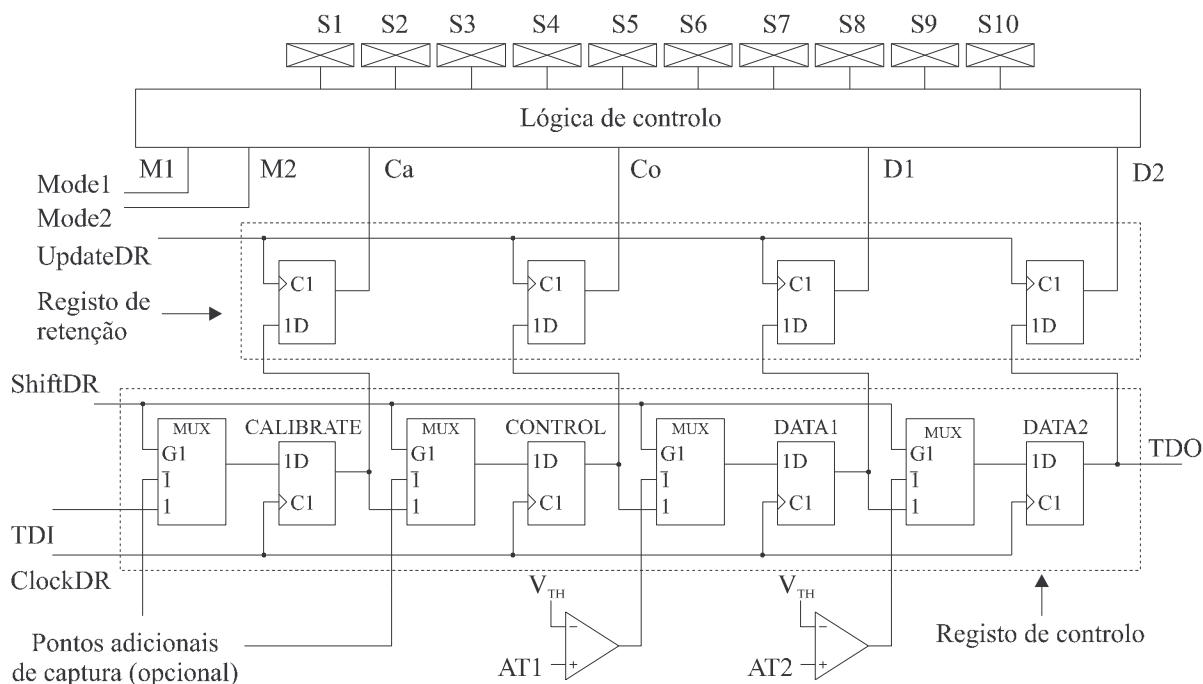 S1 S2 S3 S4 S5 S6 S7 S8 S9 S10
Lógica de controlo
M1 M2 Ca Co D1 D2
Mode1
Mode2
UpdateDR
C1 C1 C1 C1
1D 1D 1D 1D
Registo de
retenção
ShiftDR
MUX CALIBRATE MUX CONTROL MUX DATA1 MUX DATA2
G1 1D G1 1D G1 1D G1 1D
TDO
1̅ C1 1̅ C1 1̅ C1 1̅ C1
1 1 1 1
TDI
ClockDR
VTH VTH
Pontos adicionais
de captura (opcional)
− −
AT1 + AT2 +
Registo de controlo